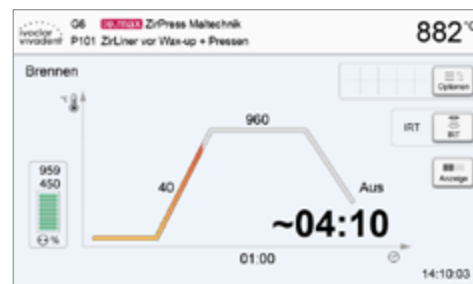 ivoclar
vivadent
G6 IPS e.max ZirPress Maltechnik
P101 ZirLiner vor Wax-up + Pressen
882°C
Brennen
Optionen
°C
960
IRT
IRT
959
450
40
Aus
Anzeige
~04:10
%
01:00
14:10:03